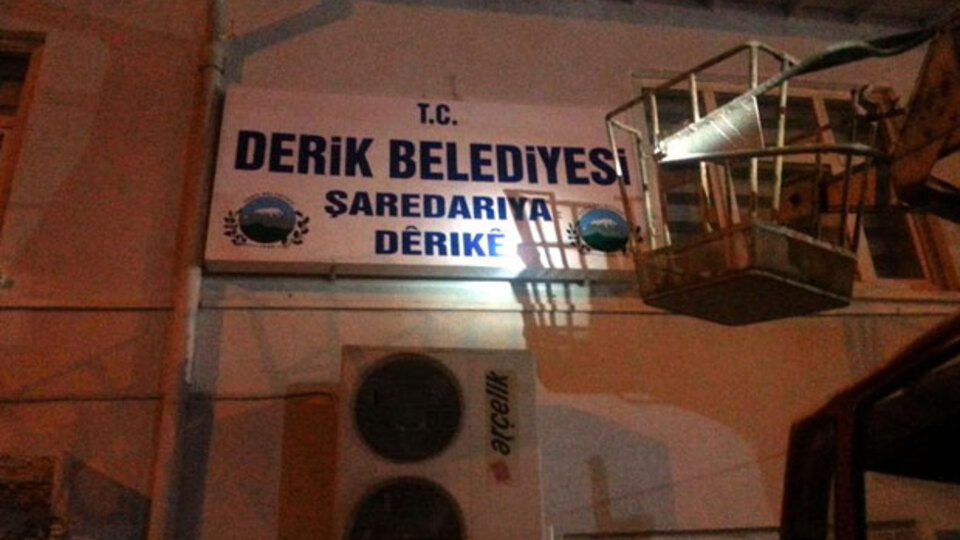 T.C.
DERİK BELEDİYESİ
ŞAREDARIYA
DÊRIKÊ
arçelik